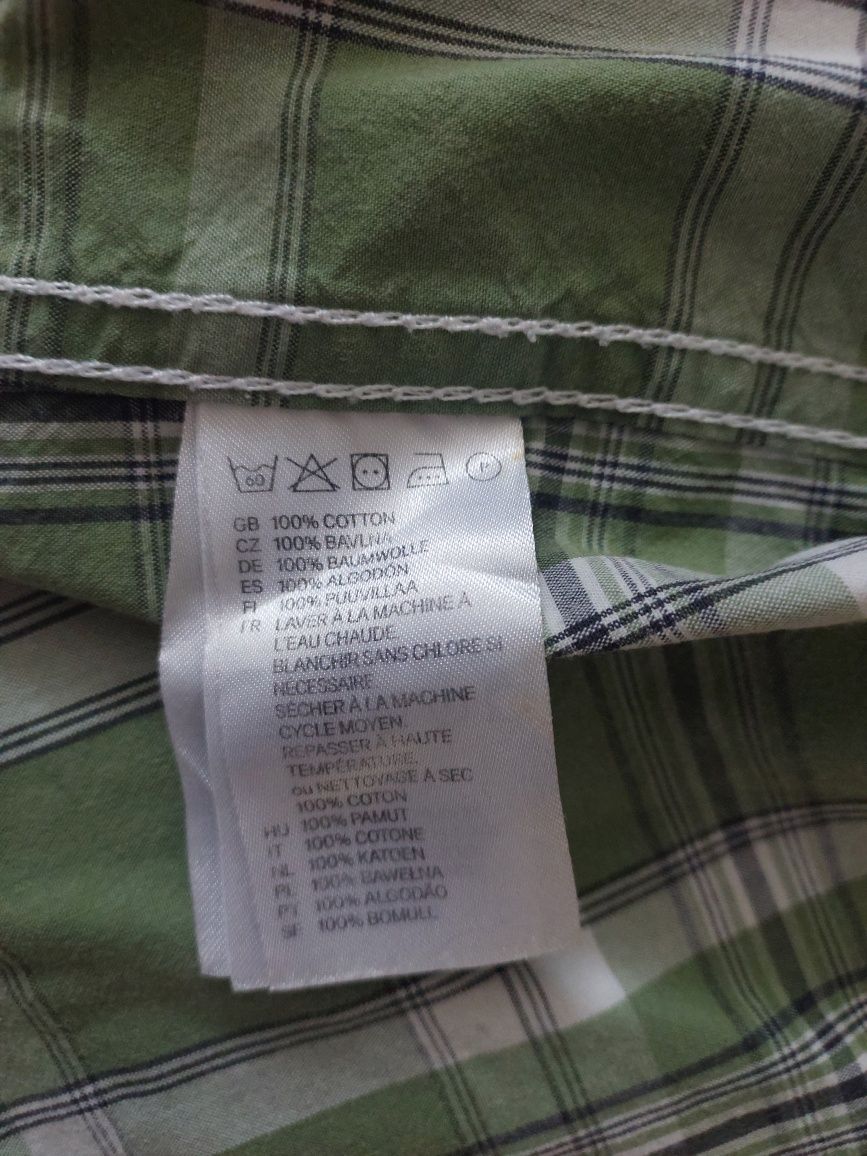 60 P
GB 100% COTTON
CZ 100% BAVLNA
DE 100% BAUMWOLLE
ES 100% ALGODÓN
FI 100% PUUVILLAA
FR LAVER À LA MACHINE À
L'EAU CHAUDE
BLANCHIR SANS CHLORE SI
NÉCESSAIRE
SÉCHER À LA MACHINE
CYCLE MOYEN.
REPASSER À HAUTE
TEMPÉRATURE.
ou NETTOYAGE À SEC
100% COTON
HU 100% PAMUT
IT 100% COTONE
NL 100% KATOEN
PL 100% BAWEŁNA
PT 100% ALGODÃO
SE 100% BOMULL